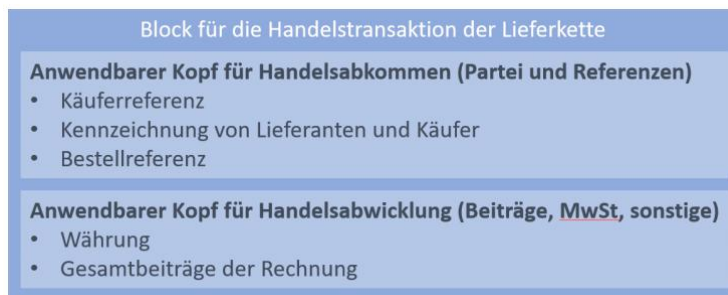 Block für die Handelstransaktion der Lieferkette
Anwendbarer Kopf für Handelsabkommen (Partei und Referenzen)
• Käuferreferenz
• Kennzeichnung von Lieferanten und Käufer
• Bestellreferenz
Anwendbarer Kopf für Handelsabwicklung (Beiträge, MwSt, sonstige)
• Währung
• Gesamtbeiträge der Rechnung